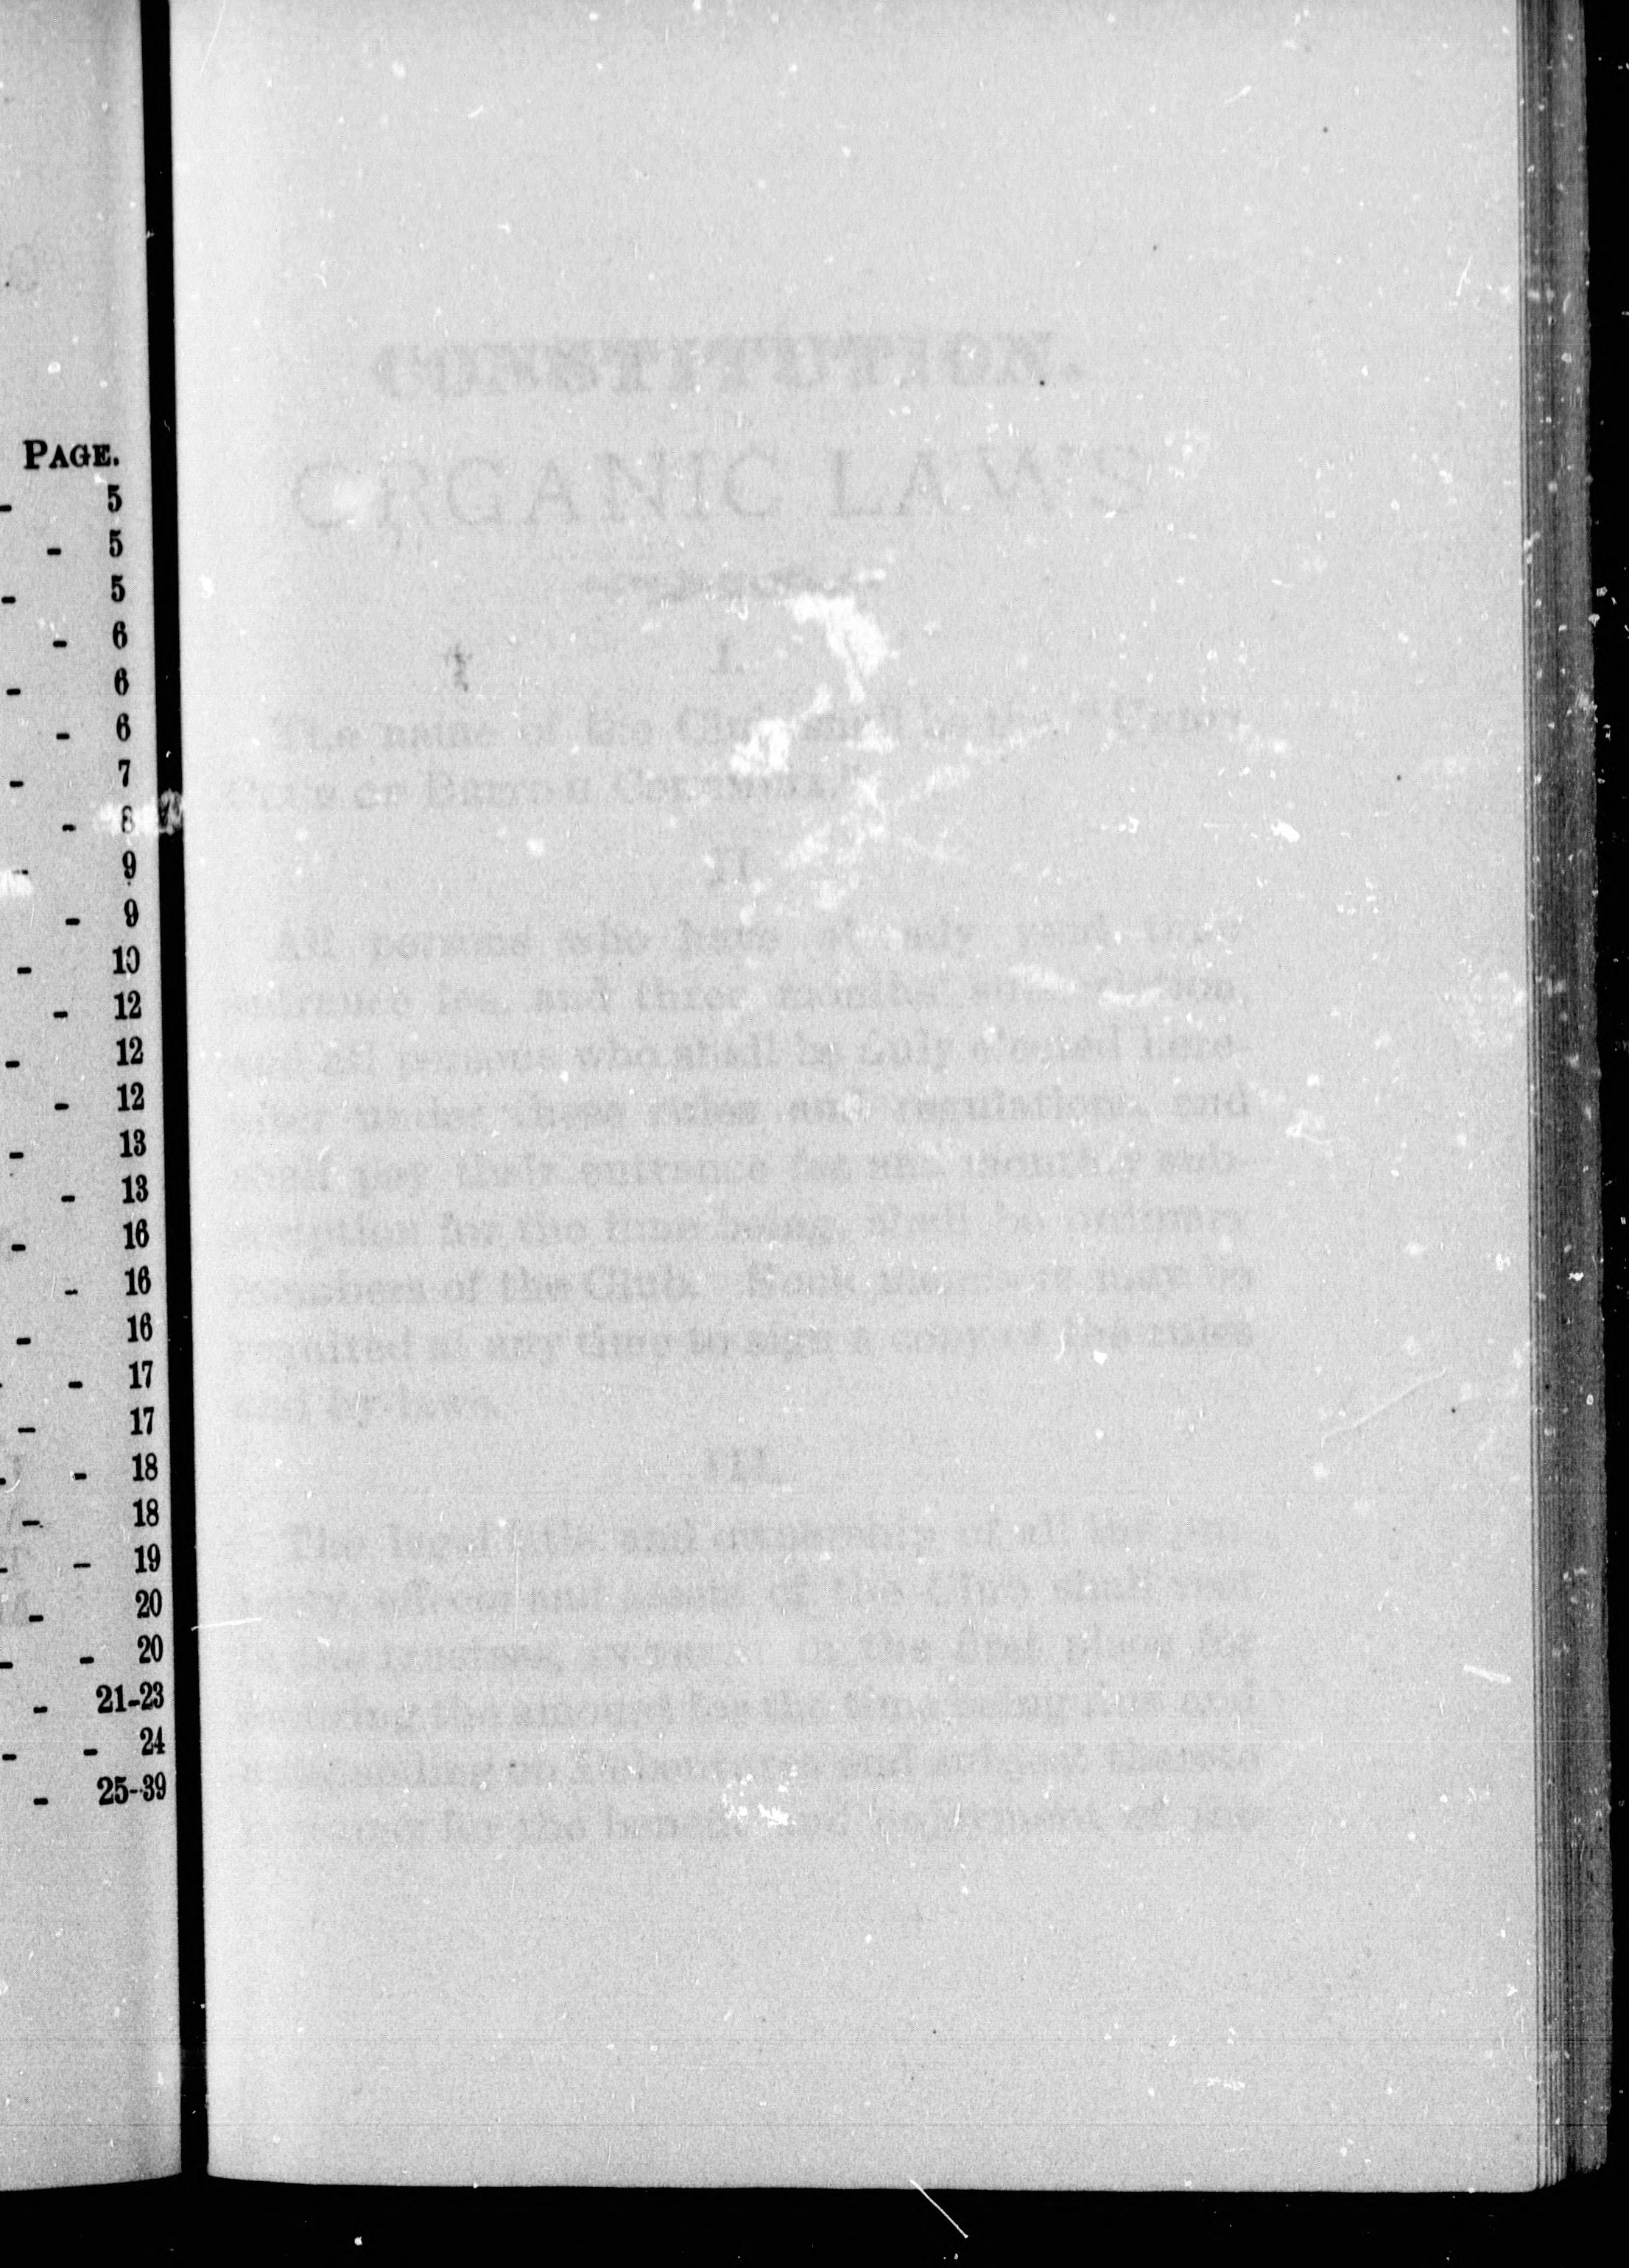 PAGE.
- 5
- 5
- 5
- 6
- 6
- 6
- 7
- 8
- 9
- 9
- 10
- 12
- 12
- 12
- 13
- 13
- 16
- 16
- 16
- 17
- 17
- 18
- 18
- 19
- 20
- - 20
- 21-23
- - 24
- 25-39
CONSTITUTION.
ORGANIC LAWS
I.
The name of the Club shall be the "Union
Club of British Columbia."
II.
All persons who have already paid their
entrance fee, and three months' subscription,
and all persons who shall be duly elected here-
after under these rules and regulations and
shall pay their entrance fee and monthly sub-
scription for the time being, shall be ordinary
members of the Club. Such members may be
required at any time to sign a copy of the rules
and by-laws.
III.
The legal title and ownership of all the pro-
perty, effects and assets of the Club shall vest
in the trustees, in the first place for
securing the amount for the time being due and
outstanding on Debentures and subject thereto
for the benefit and enjoyment of the